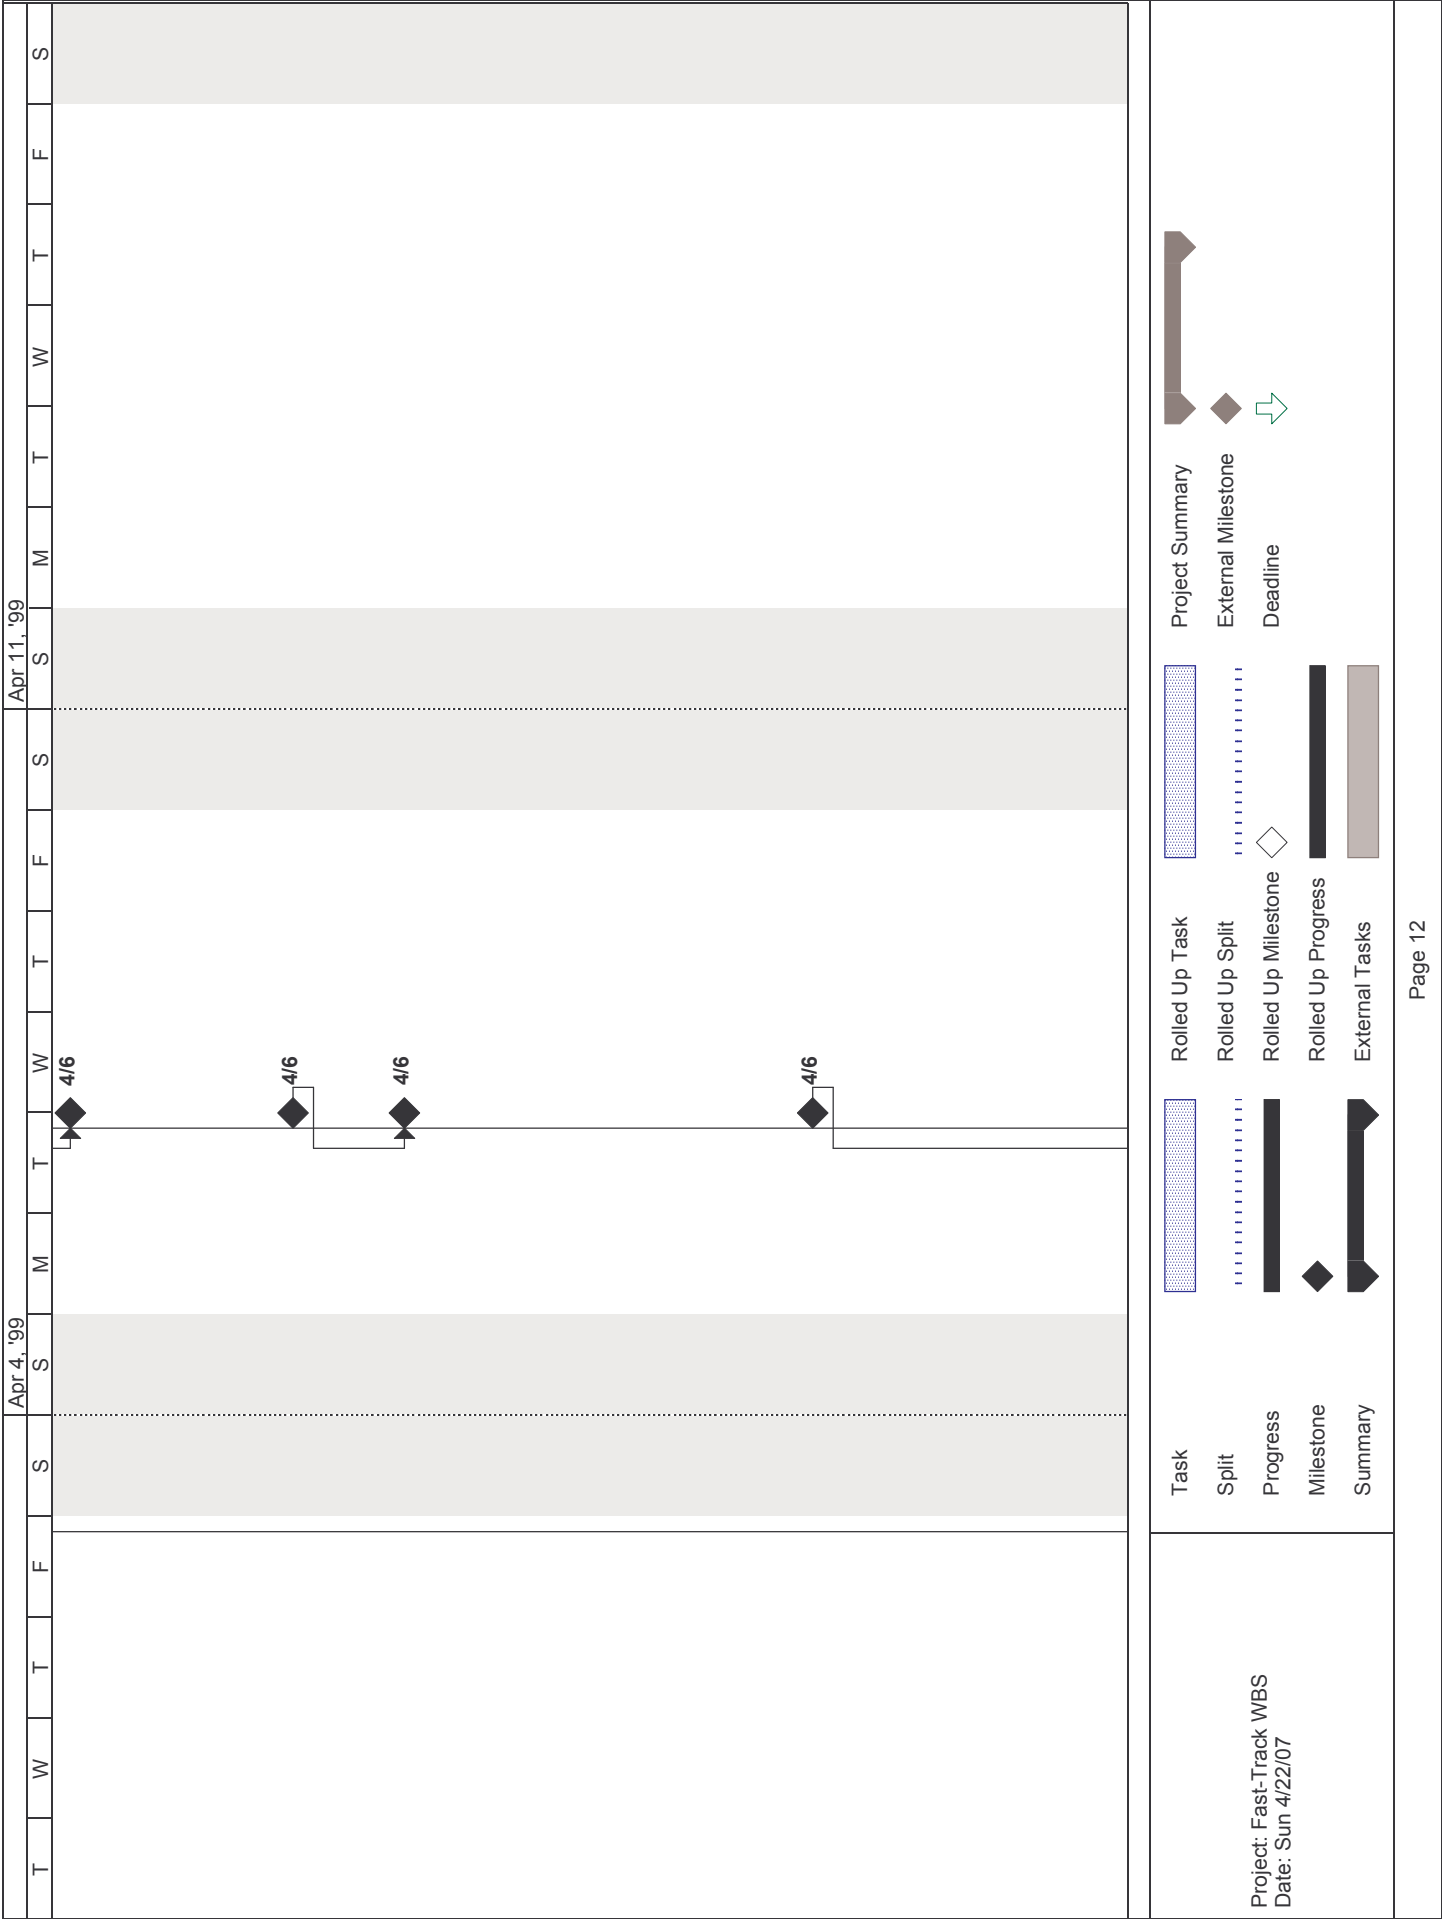 Apr 4, '99 Apr 11, '99
T W T F S S M T W T F S S M T W T F S
4/6
4/6
4/6
4/6
Project: Fast-Track WBS
Date: Sun 4/22/07
Task
Split
Progress
Milestone
Summary
Rolled Up Task
Rolled Up Split
Rolled Up Milestone
Rolled Up Progress
External Tasks
Project Summary
External Milestone
Deadline
Page 12